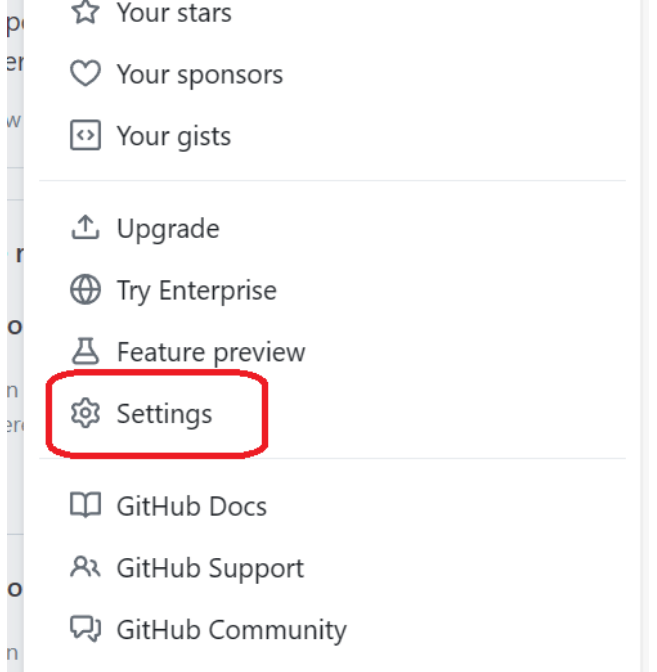 Your stars
Your sponsors
Your gists
Upgrade
Try Enterprise
Feature preview
Settings
GitHub Docs
GitHub Support
GitHub Community